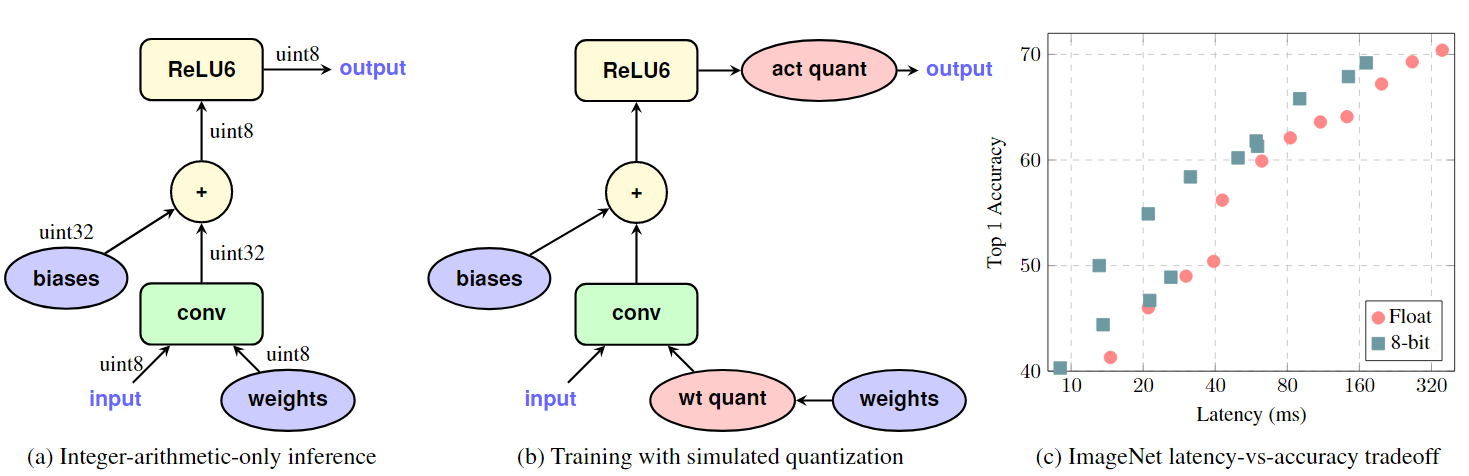 ReLU6
uint8
output
uint8
+
uint32
biases
uint32
conv
uint8
uint8
input
weights
(a) Integer-arithmetic-only inference
ReLU6
act quant
output
+
biases
conv
input
wt quant
weights
(b) Training with simulated quantization
70
60
50
40
Top 1 Accuracy
Float
8-bit
10 20 40 80 160 320
Latency (ms)
(c) ImageNet latency-vs-accuracy tradeoff